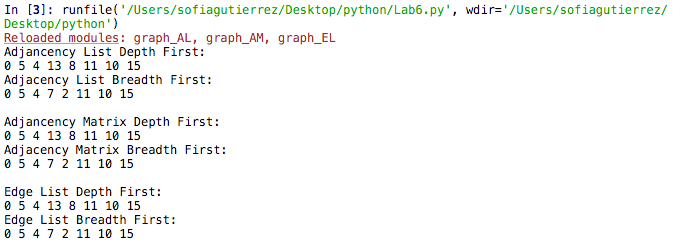 In [3]: runfile('/Users/sofiagutierrez/Desktop/python/Lab6.py', wdir='/Users/sofiagutierrez/
Desktop/python')
Reloaded modules: graph_AL, graph_AM, graph_EL
Adjancency List Depth First:
0 5 4 13 8 11 10 15
Adjacency List Breadth First:
0 5 4 7 2 11 10 15
Adjancency Matrix Depth First:
0 5 4 13 8 11 10 15
Adjacency Matrix Breadth First:
0 5 4 7 2 11 10 15
Edge List Depth First:
0 5 4 13 8 11 10 15
Edge List Breadth First:
0 5 4 7 2 11 10 15